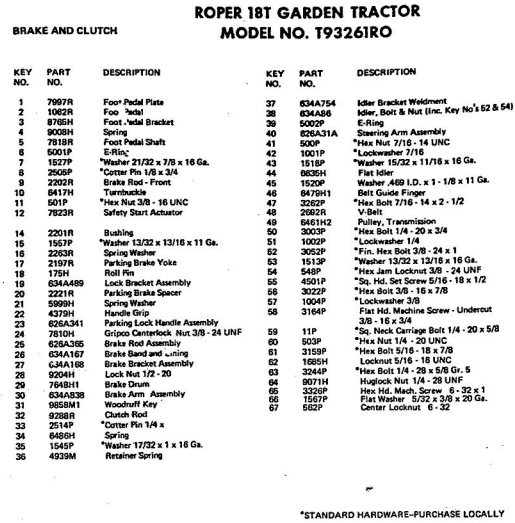 ROPER 18T GARDEN TRACTOR
BRAKE AND CLUTCH
MODEL NO. T93261RO
KEY NO. PART NO. DESCRIPTION
1 7997R Foot Pedal Plate
2 1062R Foo Pedal
3 8765H Foot Pedal Bracket
4 9008H Spring
5 7818R Foot Pedal Shaft
6 5001P E-Ring
7 1527P *Washer 21/32 x 7/8 x 16 Ga.
8 2505P *Cotter Pin 1/8 x 3/4
9 2202R Brake Rod - Front
10 6417H Turnbuckle
11 501P *Hex Nut 3/8 - 16 UNC
12 7823R Safety Start Actuator
14 2201R Bushing
15 1557P *Washer 13/32 x 13/16 x 11 Ga.
16 2263R Spring Washer
17 2197R Parking Brake Yoke
18 175H Roll Pin
19 634A489 Lock Bracket Assembly
20 2221R Parking Brake Spacer
21 5999H Spring Washer
22 4379H Handle Grip
23 626A341 Parking Lock Handle Assembly
24 7810H Gripco Centerlock Nut 3/8 - 24 UNF
25 626A365 Brake Rod Assembly
26 634A167 Brake Band and Lining
27 634A168 Brake Bracket Assembly
28 9204H Lock Nut 1/2 - 20
29 7648H1 Brake Drum
30 634A838 Brake Arm Assembly
31 9858M1 Woodruff Key
32 9288R Clutch Rod
33 2514P *Cotter Pin 1/4 x
34 6486H Spring
35 1545P *Washer 17/32 x 1 x 16 Ga.
36 4939M Retainer Spring
KEY NO. PART NO. DESCRIPTION
37 634A754 Idler Bracket Weldment
38 634A86 Idler, Bolt & Nut (Inc. Key No's 52 & 54)
39 5002P E-Ring
40 626A31A Steering Arm Assembly
41 500P *Hex Nut 7/16 - 14 UNC
42 1001P *Lockwasher 7/16
43 1518P *Washer 15/32 x 11/16 x 16 Ga.
44 6635H Flat Idler
45 1520P Washer .469 I.D. x 1 - 1/8 x 11 Ga.
46 6479H1 Belt Guide Finger
47 3262P *Hex Bolt 7/16 - 14 x 2 - 1/2
48 2692R V-Belt
49 6461H2 Pulley, Transmission
50 3003P *Hex Bolt 1/4 - 20 x 3/4
51 1002P *Lockwasher 1/4
52 3052P *Fin. Hex Bolt 3/8 - 24 x 1
53 1513P *Washer 13/32 x 13/16 x 16 Ga.
54 548P *Hex Jam Locknut 3/8 - 24 UNF
55 4501P *Sq. Hd. Set Screw 5/16 - 18 x 1/2
56 3022P *Hex Bolt 3/8 - 16 x 7/8
57 1004P *Lockwasher 3/8
58 3164P Flat Hd. Machine Screw - Undercut
3/8 - 16 x 3/4
59 11P *Sq. Neck Carriage Bolt 1/4 - 20 x 5/8
60 503P *Hex Nut 1/4 - 20 UNC
61 3159P *Hex Bolt 5/16 - 18 x 7/8
62 1685H Locknut 5/16 - 18 UNC
63 3244P *Hex Bolt 1/4 - 28 x 5/8 Gr. 5
64 9071H Huglock Nut 1/4 - 28 UNF
65 3326P Hex Hd. Mach. Screw 6 - 32 x 1
66 1567P Flat Washer 5/32 x 3/8 x 20 Ga.
67 562P Center Locknut 6 - 32
*STANDARD HARDWARE--PURCHASE LOCALLY